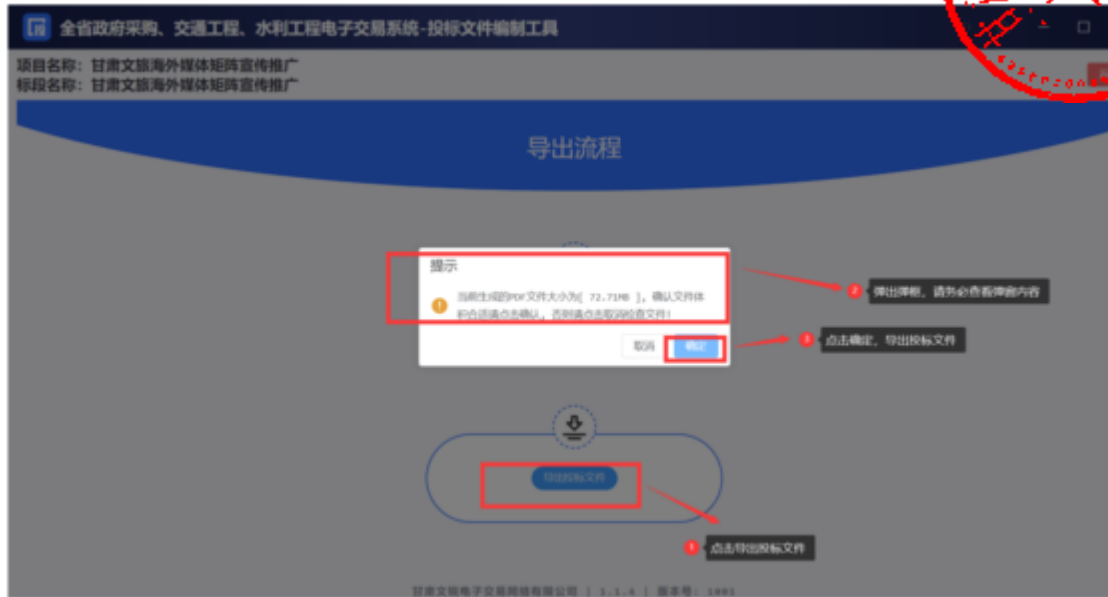 全省政府采购、交通工程、水利工程电子交易系统-投标文件编制工具
项目名称：甘肃文旅海外媒体矩阵宣传推广
标段名称：甘肃文旅海外媒体矩阵宣传推广
导出流程
提示
当前生成的PDF文件大小为[ 72.71MB ]，确认文件体
积合适请点击确认，否则请点击取消检查文件！
2 弹出弹框，请务必查看弹窗内容
取消 确定
3 点击确定，导出投标文件
导出投标文件
1 点击导出投标文件